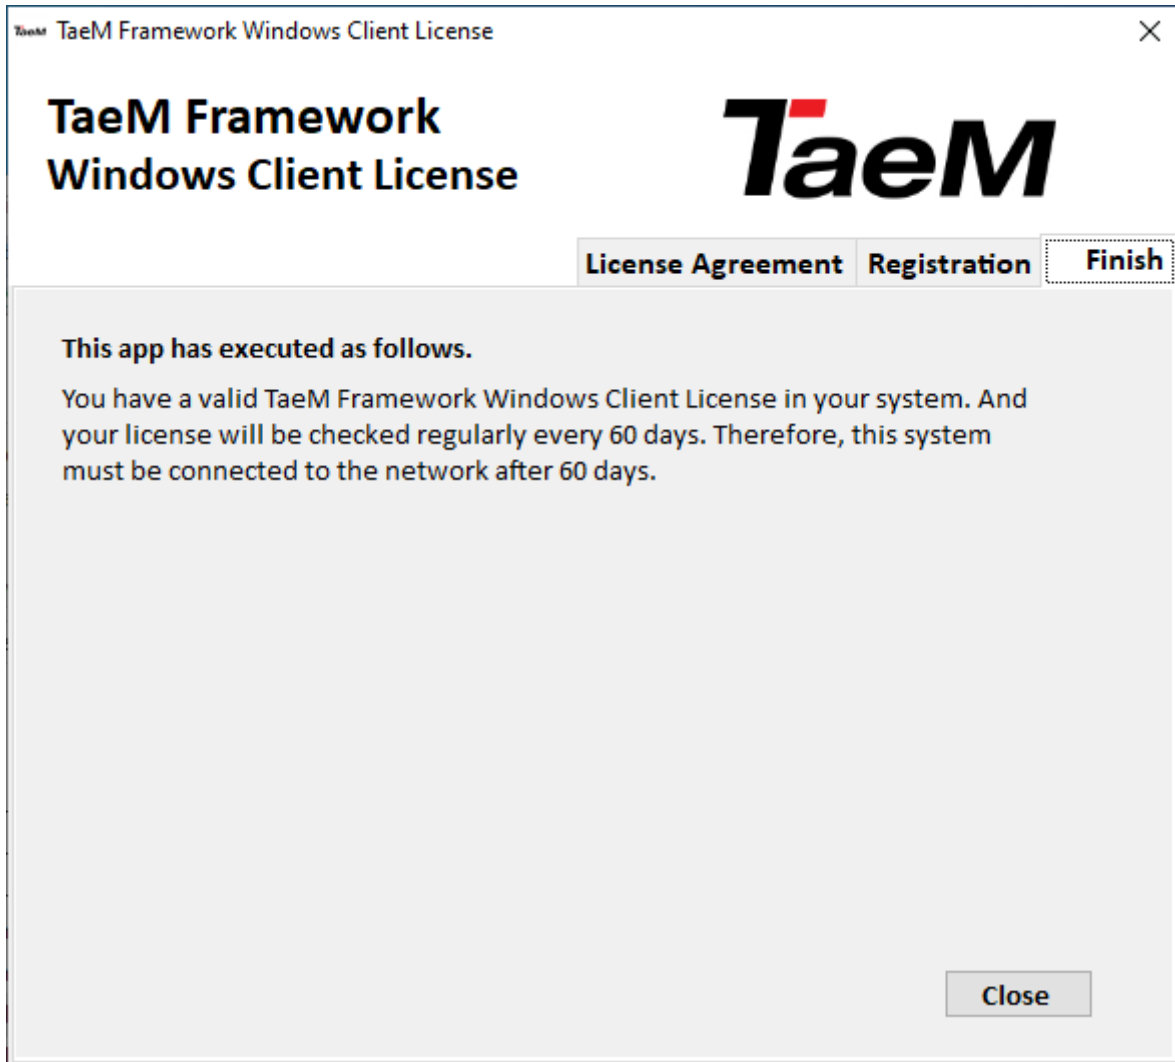 TaeM TaeM Framework Windows Client License
TaeM Framework
Windows Client License
TaeM
License Agreement Registration Finish
This app has executed as follows.
You have a valid TaeM Framework Windows Client License in your system. And
your license will be checked regularly every 60 days. Therefore, this system
must be connected to the network after 60 days.
Close